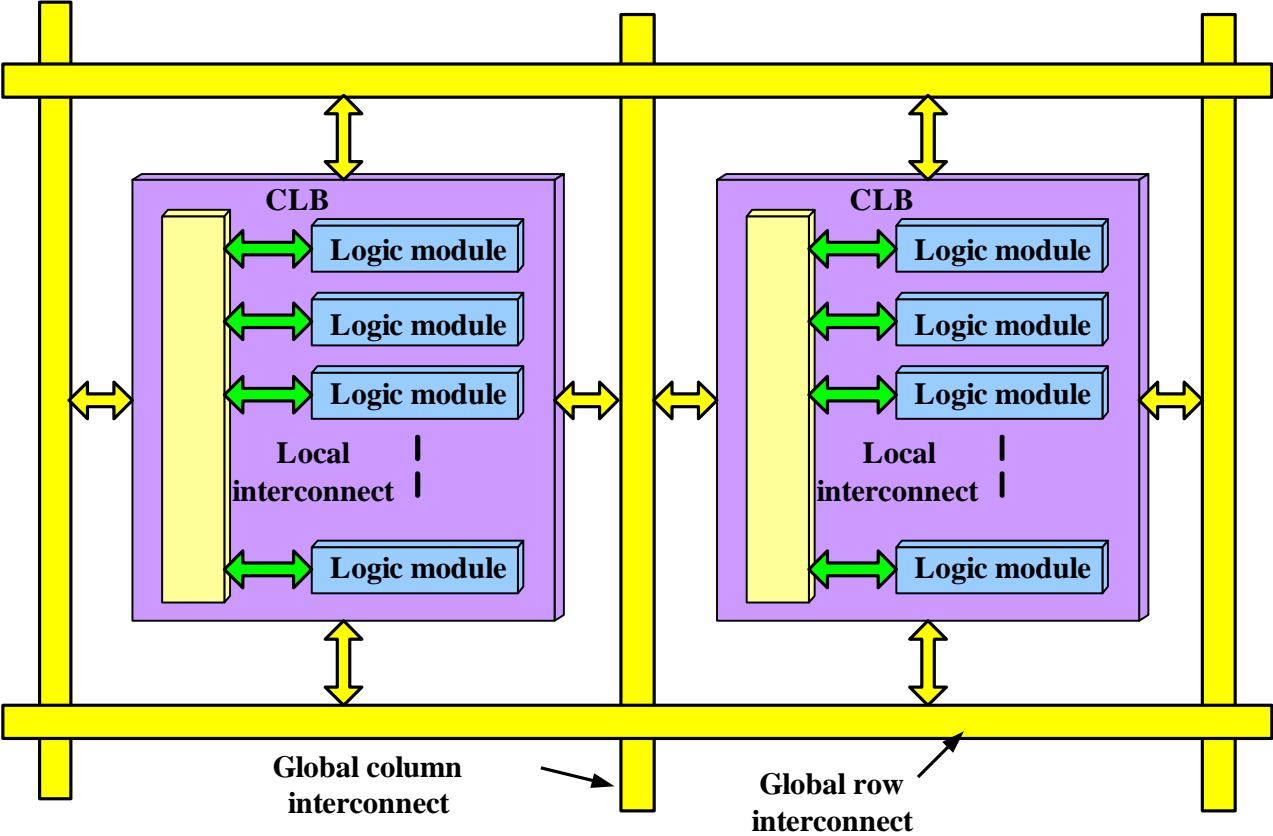 CLB
Logic module
Logic module
Logic module
Local
interconnect
Logic module
CLB
Logic module
Logic module
Logic module
Local
interconnect
Logic module
Global column
interconnect
Global row
interconnect